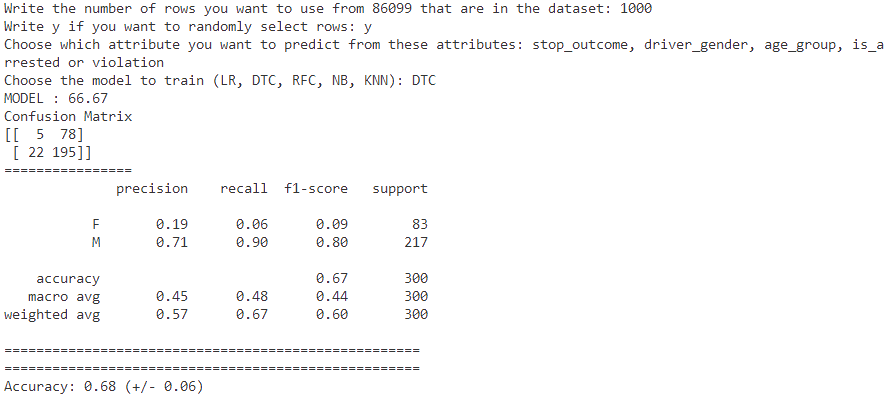 Write the number of rows you want to use from 86099 that are in the dataset: 1000
Write y if you want to randomly select rows: y
Choose which attribute you want to predict from these attributes: stop_outcome, driver_gender, age_group, is_a
rrested or violation
Choose the model to train (LR, DTC, RFC, NB, KNN): DTC
MODEL : 66.67
Confusion Matrix
[[  5  78]
 [ 22 195]]
================
              precision    recall  f1-score   support

           F       0.19      0.06      0.09        83
           M       0.71      0.90      0.80       217

    accuracy                           0.67       300
   macro avg       0.45      0.48      0.44       300
weighted avg       0.57      0.67      0.60       300

====================================================
====================================================
Accuracy: 0.68 (+/- 0.06)